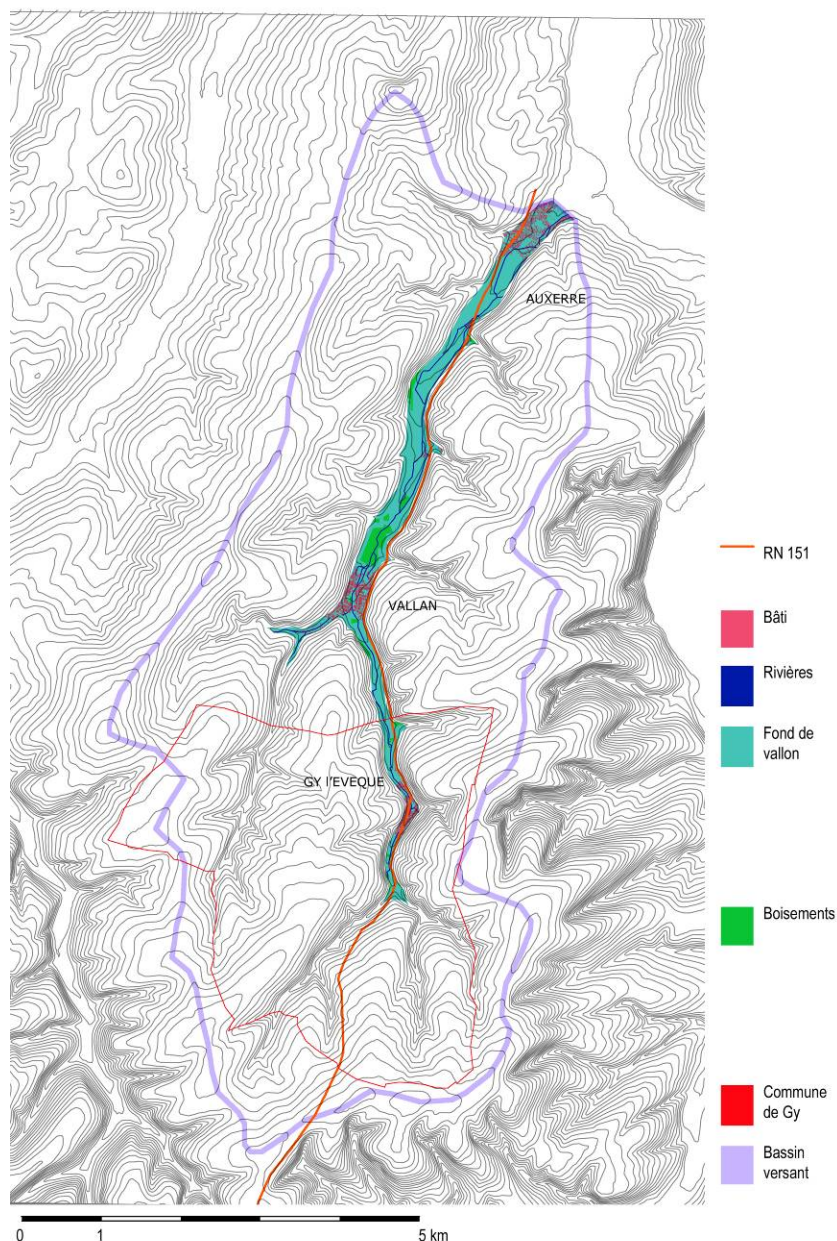 AUXERRE
VALLAN
GY l'EVEQUE
RN 151
Bâti
Rivières
Fond de
vallon
Boisements
Commune
de Gy
Bassin
versant
0 1 5 km